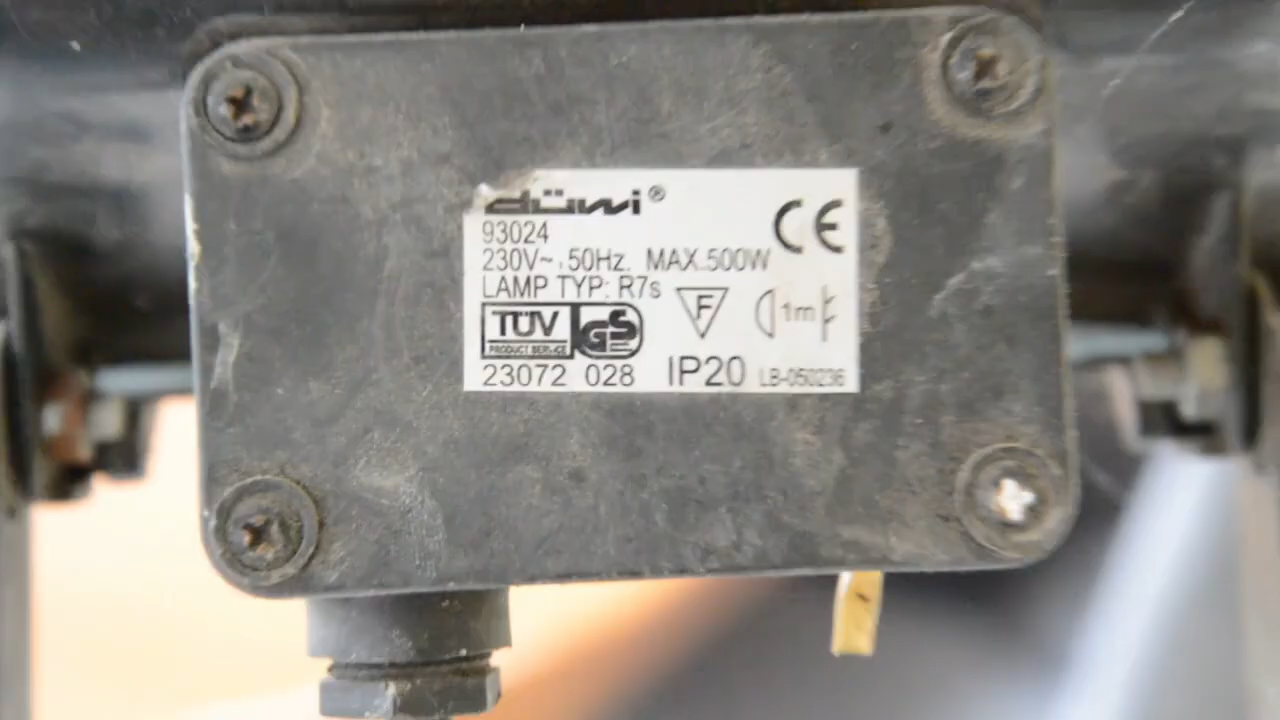 düwi®
CE
93024
230V~, 50Hz. MAX.500W
LAMP TYP: R7s
F
1m
TÜV
PRODUCT SERVICE
GS
23072 028 IP20 LB-050236